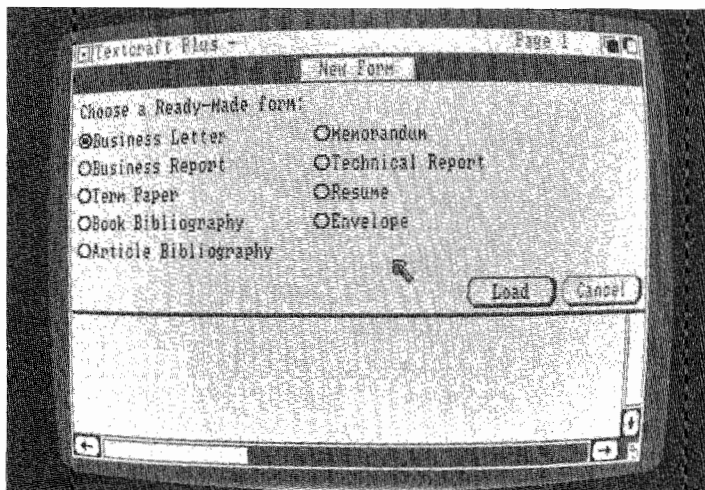 Textcraft Plus - Page 1
New Form
Choose a Ready-Made form:
Business Letter
Business Report
Term Paper
Book Bibliography
Article Bibliography
Memorandum
Technical Report
Resume
Envelope
Load Cancel